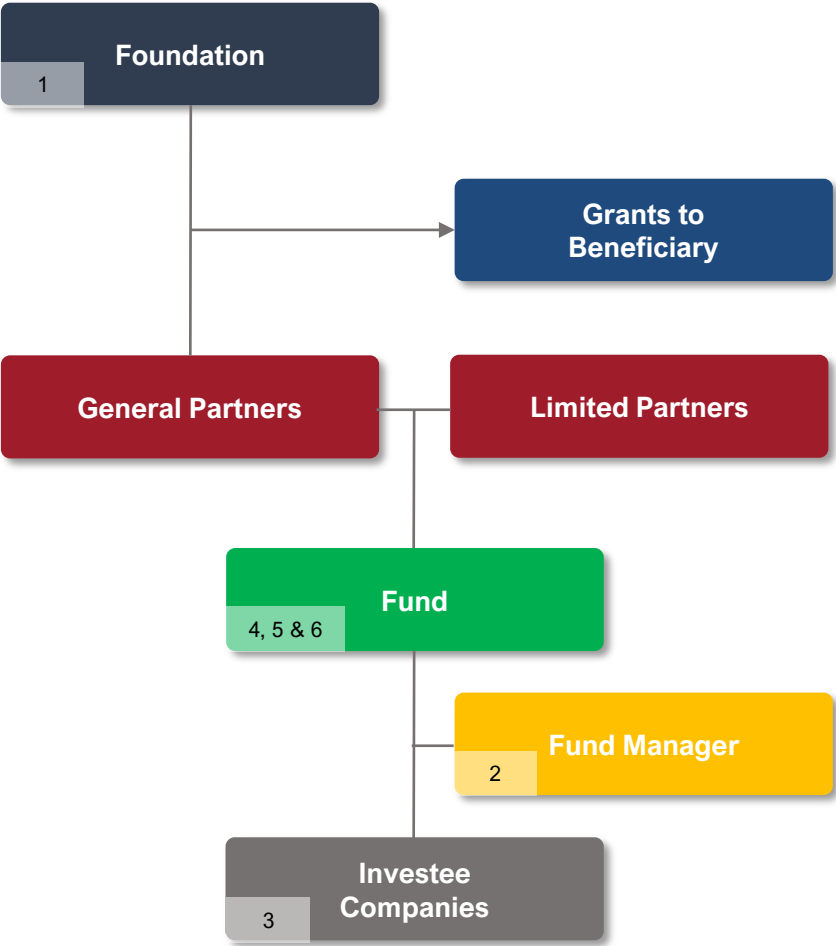 Foundation
1
Grants to
Beneficiary
General Partners
Limited Partners
Fund
4, 5 & 6
Fund Manager
2
Investee
Companies
3